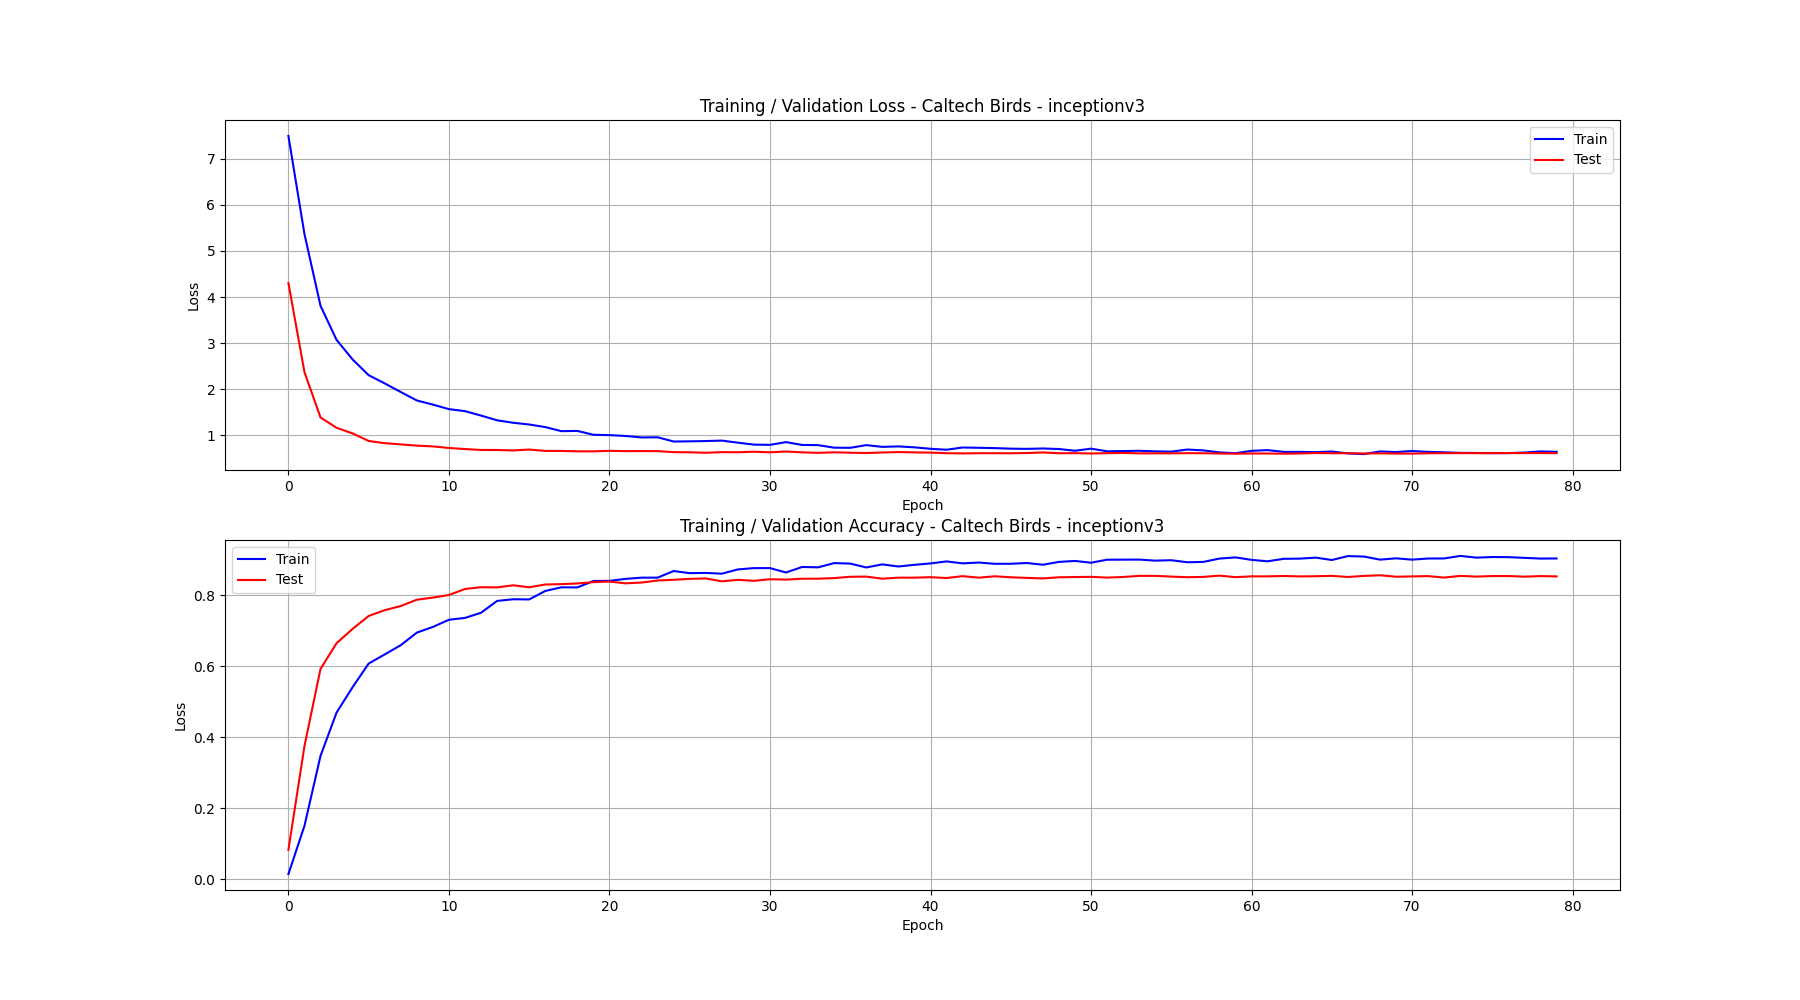 Training / Validation Loss - Caltech Birds - inceptionv3
Train
Test
7
6
5
4
3
2
1
Loss
0 10 20 30 40 50 60 70 80
Epoch
Training / Validation Accuracy - Caltech Birds - inceptionv3
Train
Test
0.8
0.6
0.4
0.2
0.0
Loss
0 10 20 30 40 50 60 70 80
Epoch